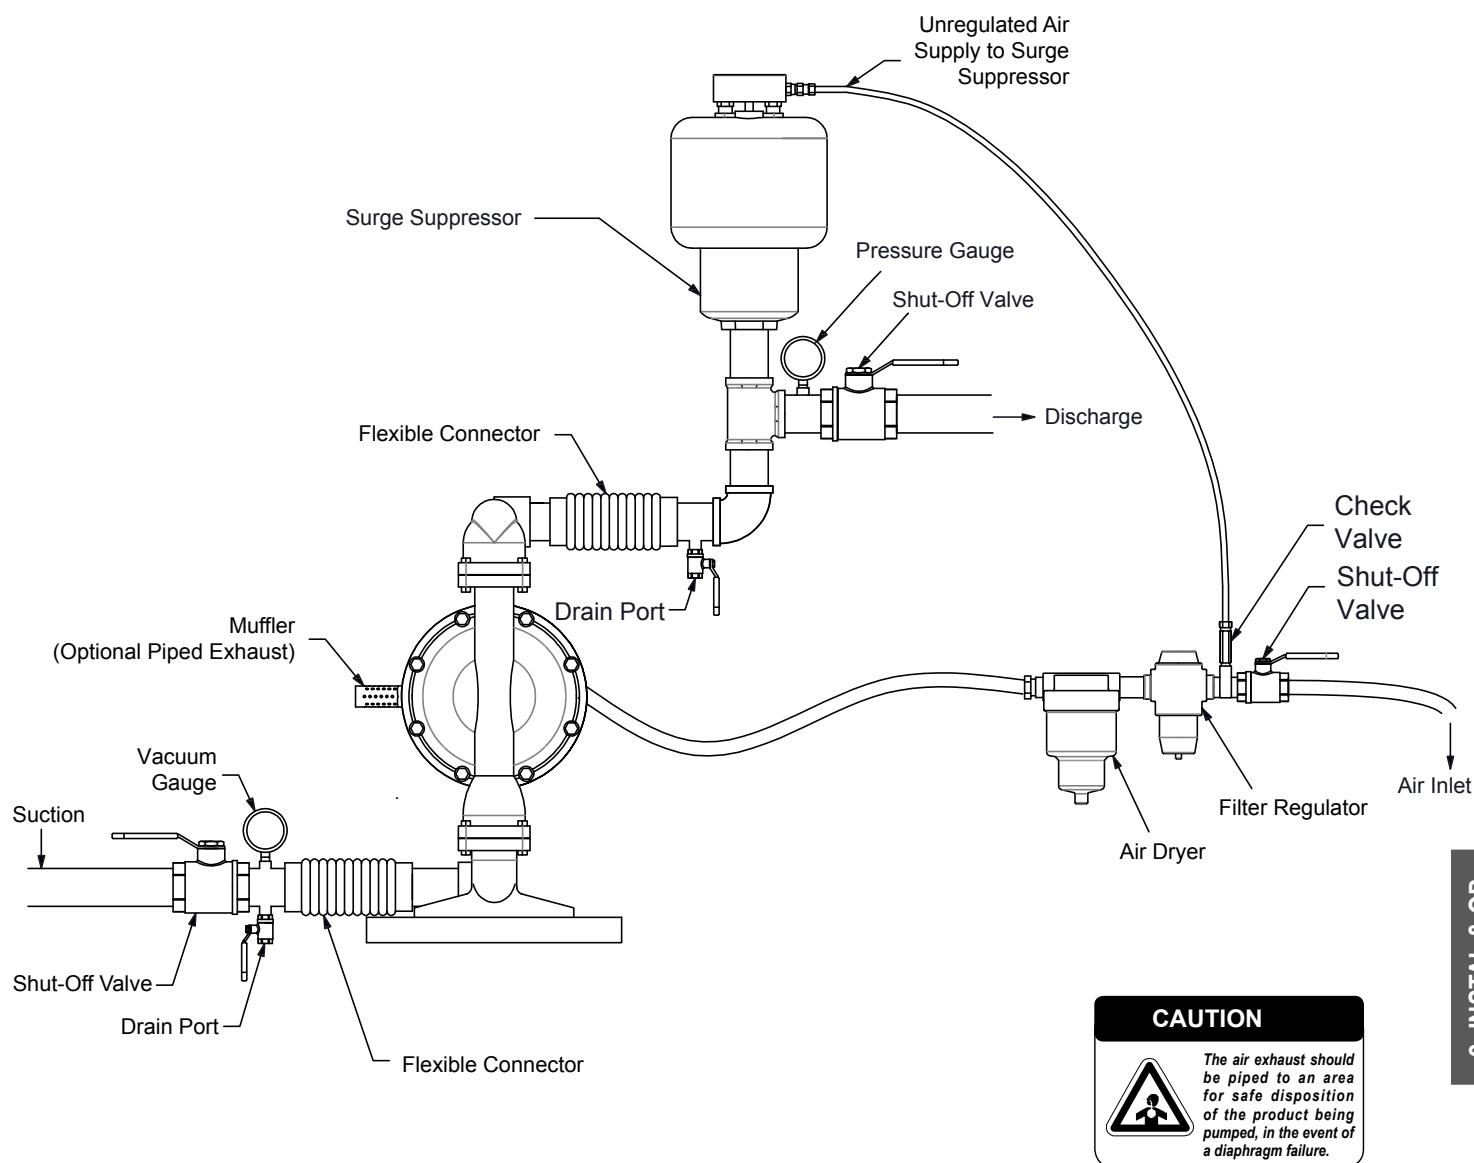 Unregulated Air
Supply to Surge
Suppressor
Surge Suppressor
Pressure Gauge
Shut-Off Valve
Discharge
Flexible Connector
Check
Valve
Shut-Off
Valve
Drain Port
Muffler
(Optional Piped Exhaust)
Vacuum
Gauge
Suction
Air Inlet
Filter Regulator
Air Dryer
Shut-Off Valve
Drain Port
Flexible Connector
CAUTION
The air exhaust should
be piped to an area
for safe disposition
of the product being
pumped, in the event of
a diaphragm failure.
INSTAL & OP